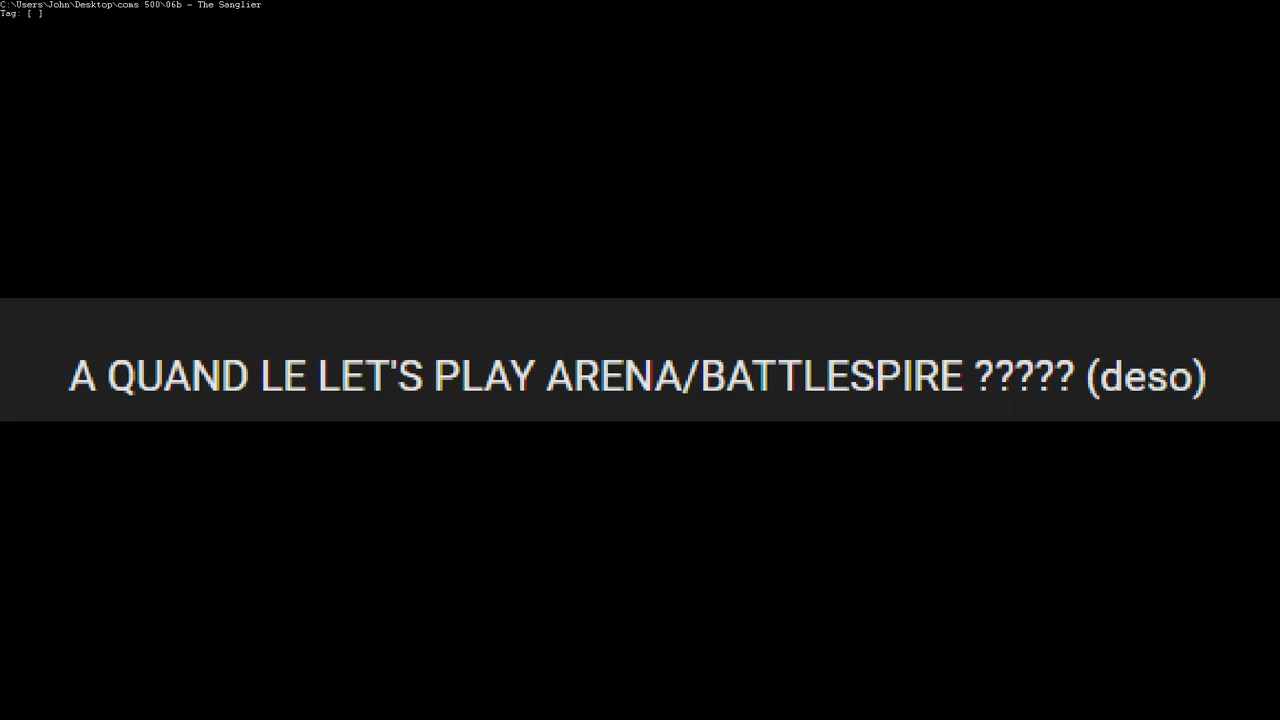 C:\Users\John\Desktop\coms 500\06b - The Sanglier
Tag: [ ]
A QUAND LE LET'S PLAY ARENA/BATTLESPIRE ????? (deso)